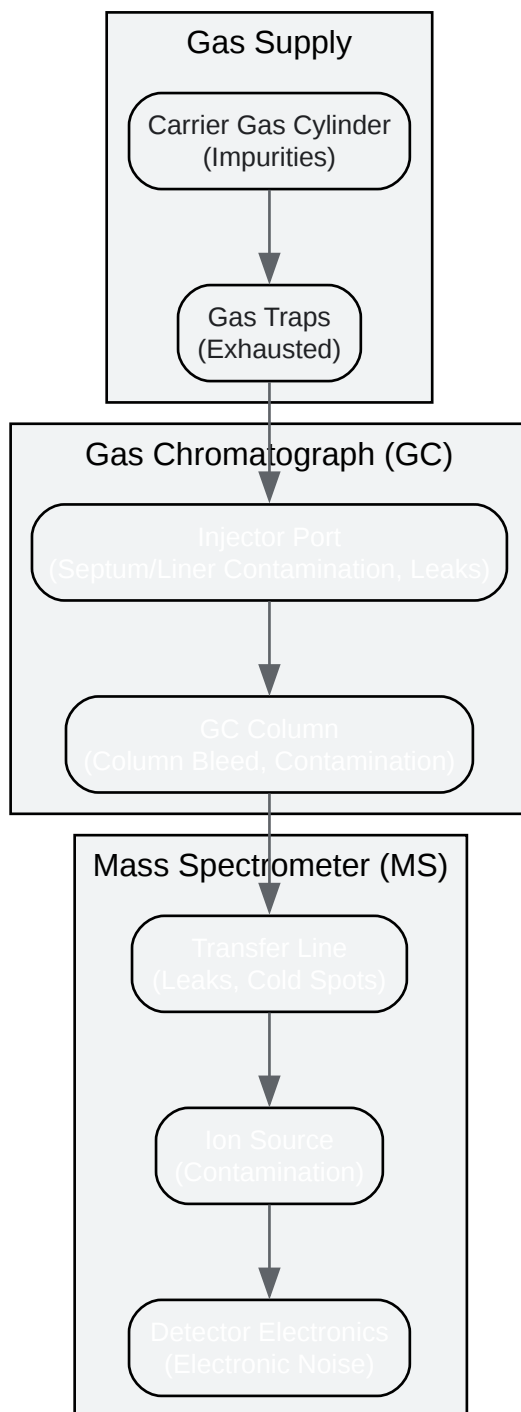 Gas Supply
Carrier Gas Cylinder
(Impurities)
Gas Traps
(Exhausted)
Gas Chromatograph (GC)
Injector Port
(Septum/Liner Contamination, Leaks)
GC Column
(Column Bleed, Contamination)
Mass Spectrometer (MS)
Transfer Line
(Leaks, Cold Spots)
Ion Source
(Contamination)
Detector Electronics
(Electronic Noise)